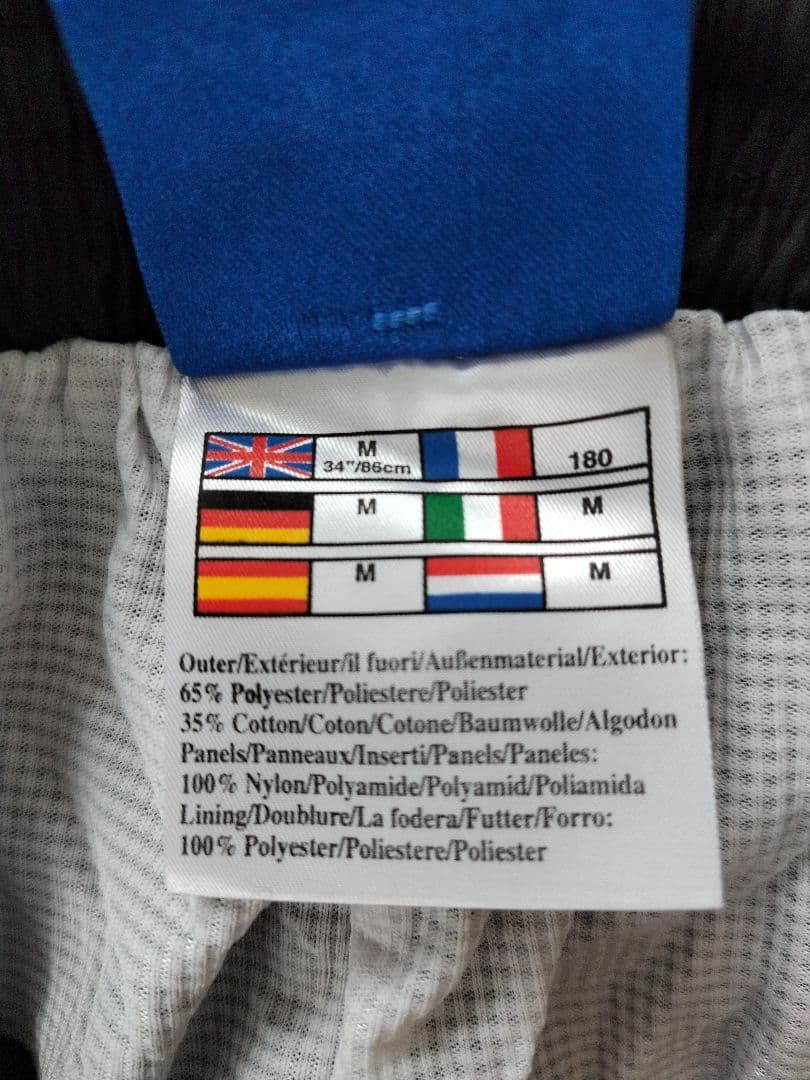 M
34"/86cm
180
M
M
M
M
Outer/Extérieur/il fuori/Außenmaterial/Exterior:
65% Polyester/Poliestere/Poliester
35% Cotton/Coton/Cotone/Baumwolle/Algodon
Panels/Panneaux/Inserti/Panels/Paneles:
100% Nylon/Polyamide/Polyamid/Poliamida
Lining/Doublure/La fodera/Futter/Forro:
100% Polyester/Poliestere/Poliester